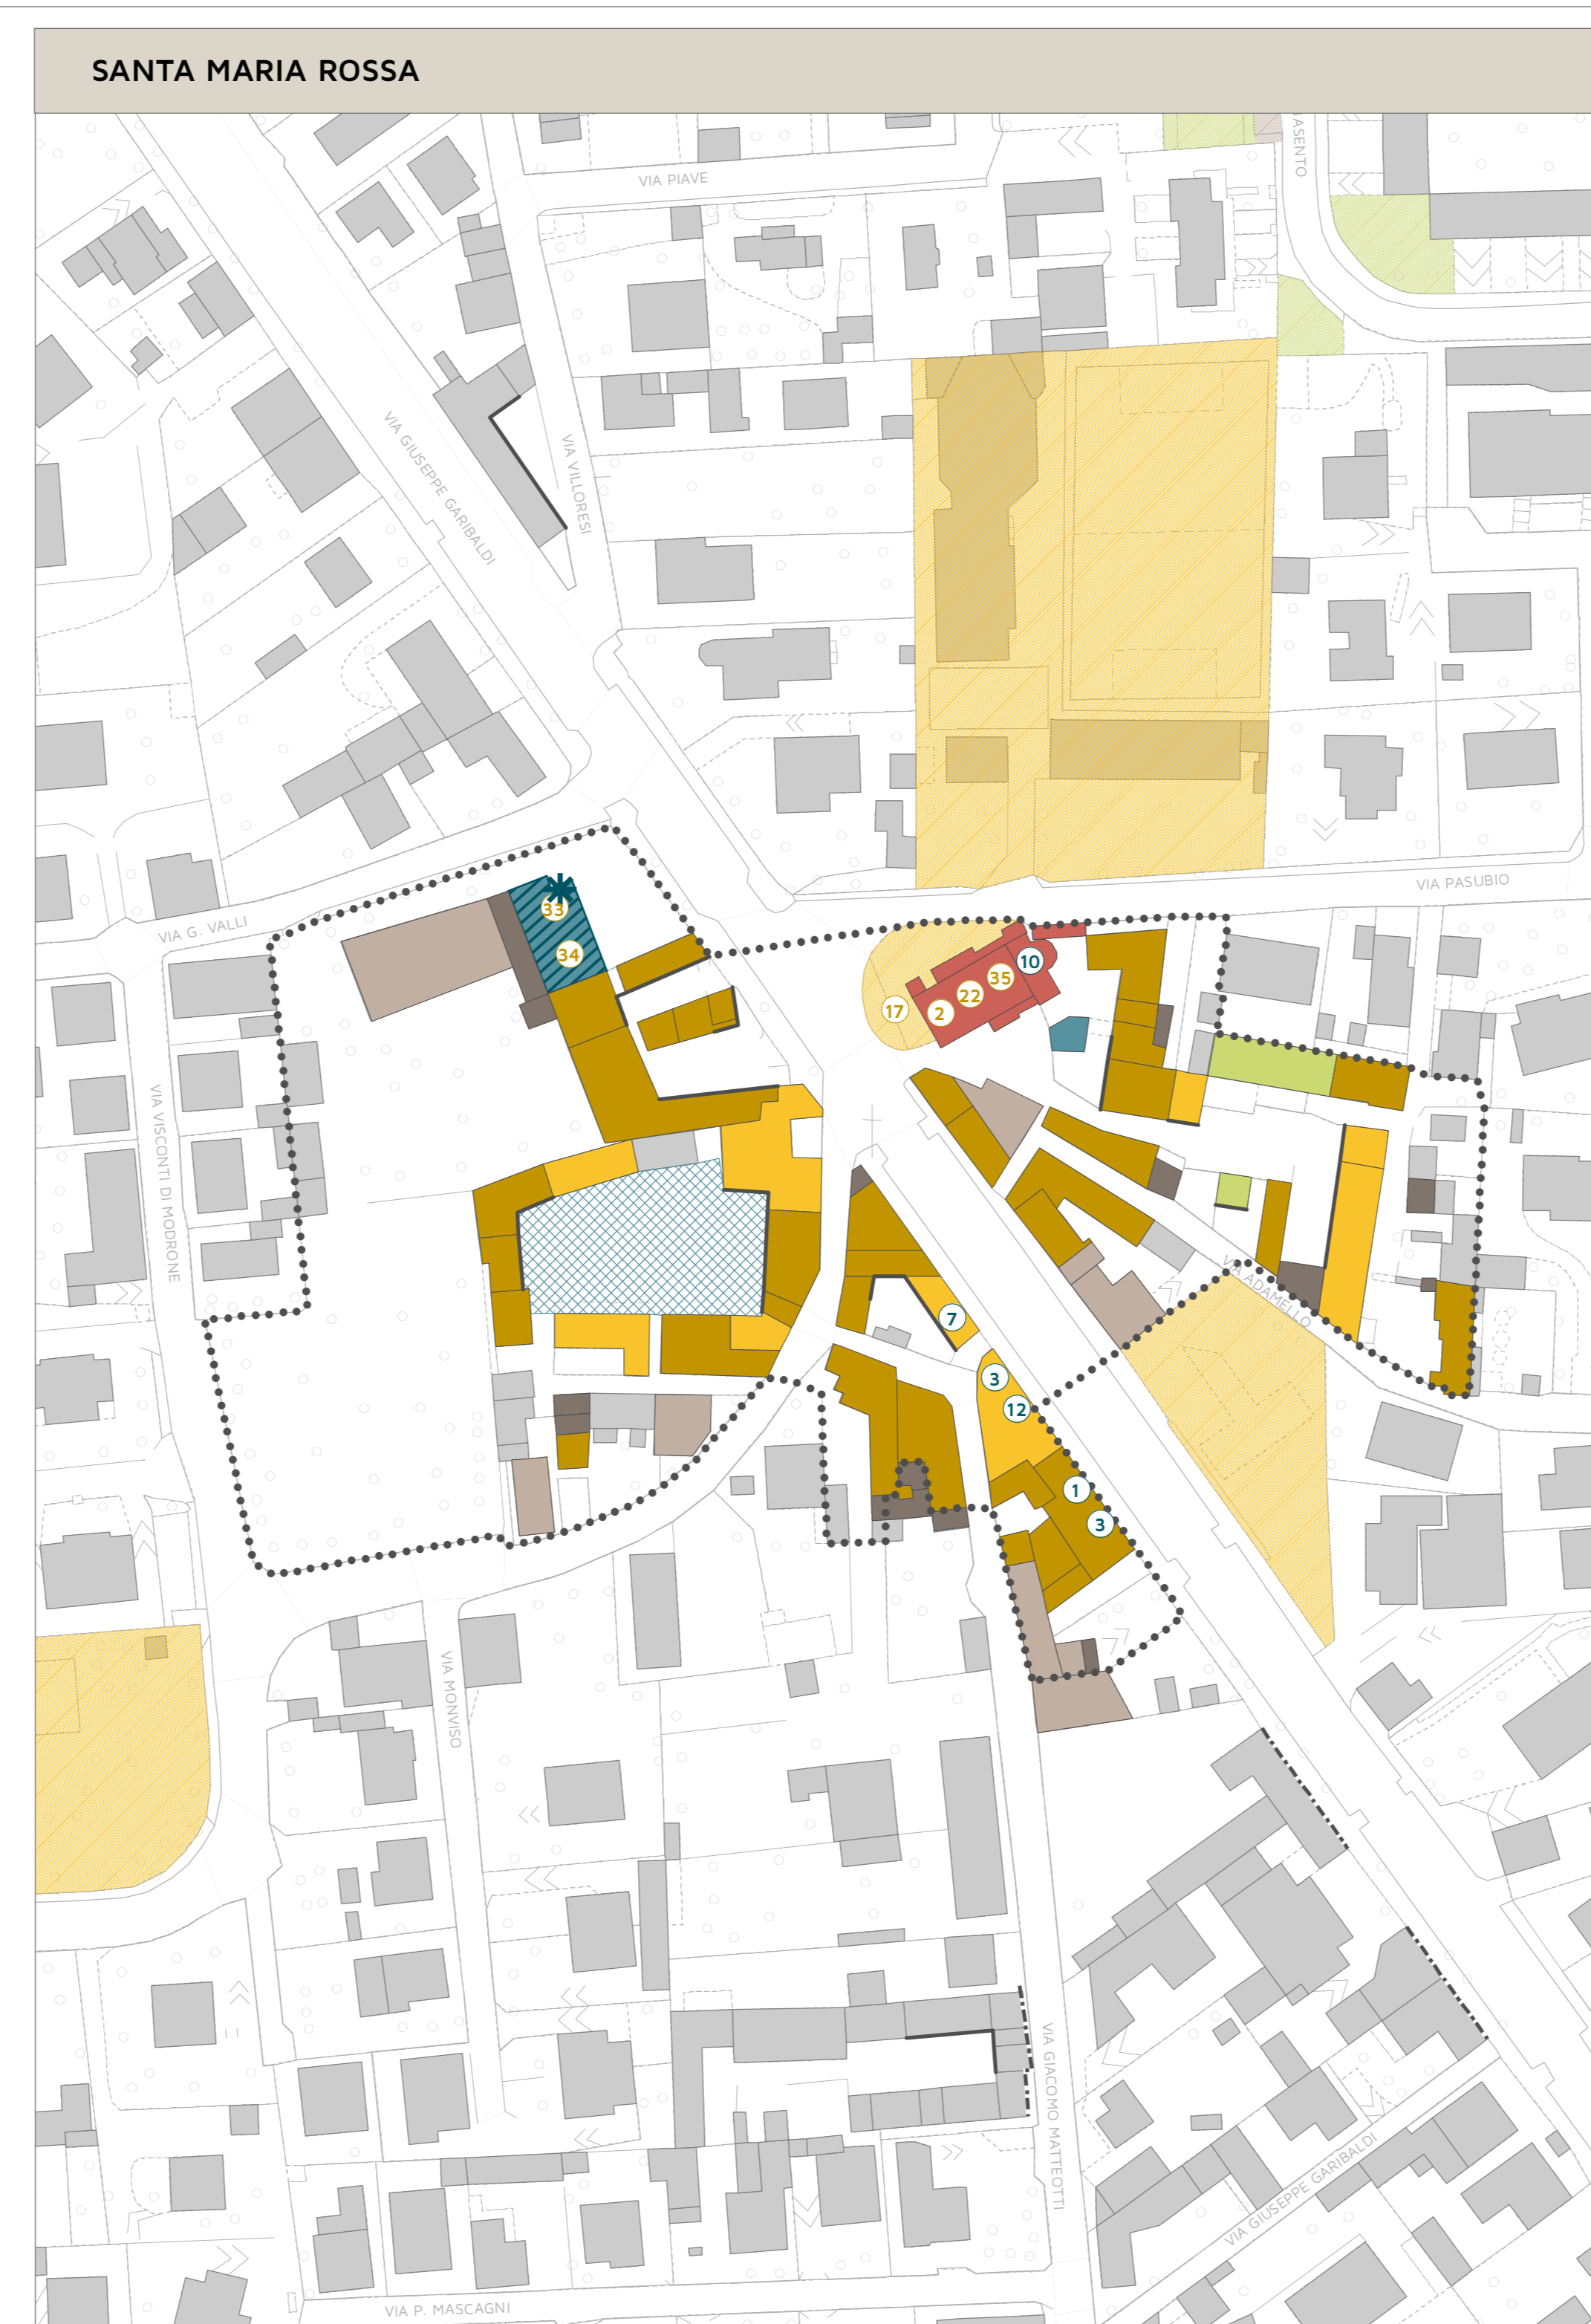 SANTA MARIA ROSSA
VIA PIAVE
VIA GIUSEPPE GARIBALDI
VIA VILLORESI
VIA PASUBIO
VIA G. VALLI
33
34
10
35
22
2
17
VIA VISCONTI DI MODRONE
VIA ADAMELLO
7
3
12
1
3
VIA MONVISO
VIA GIACOMO MATTEOTTI
VIA GIUSEPPE GARIBALDI
VIA P. MASCAGNI